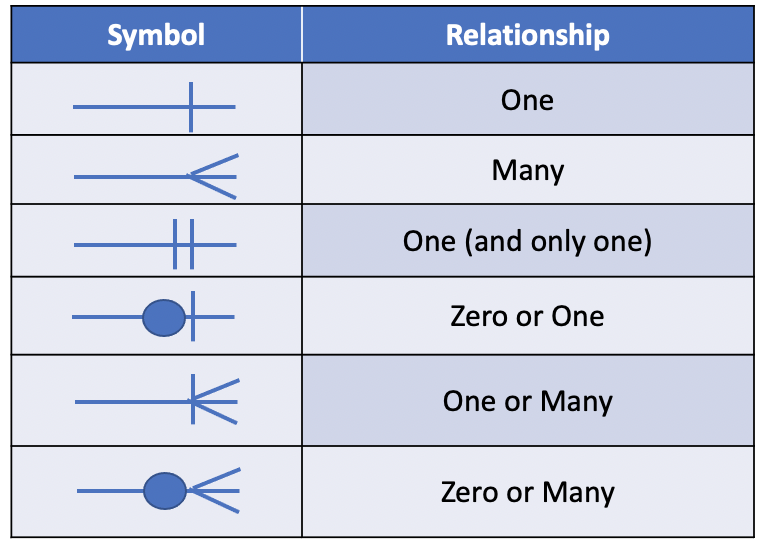 Symbol
Relationship
One
Many
One (and only one)
Zero or One
One or Many
Zero or Many